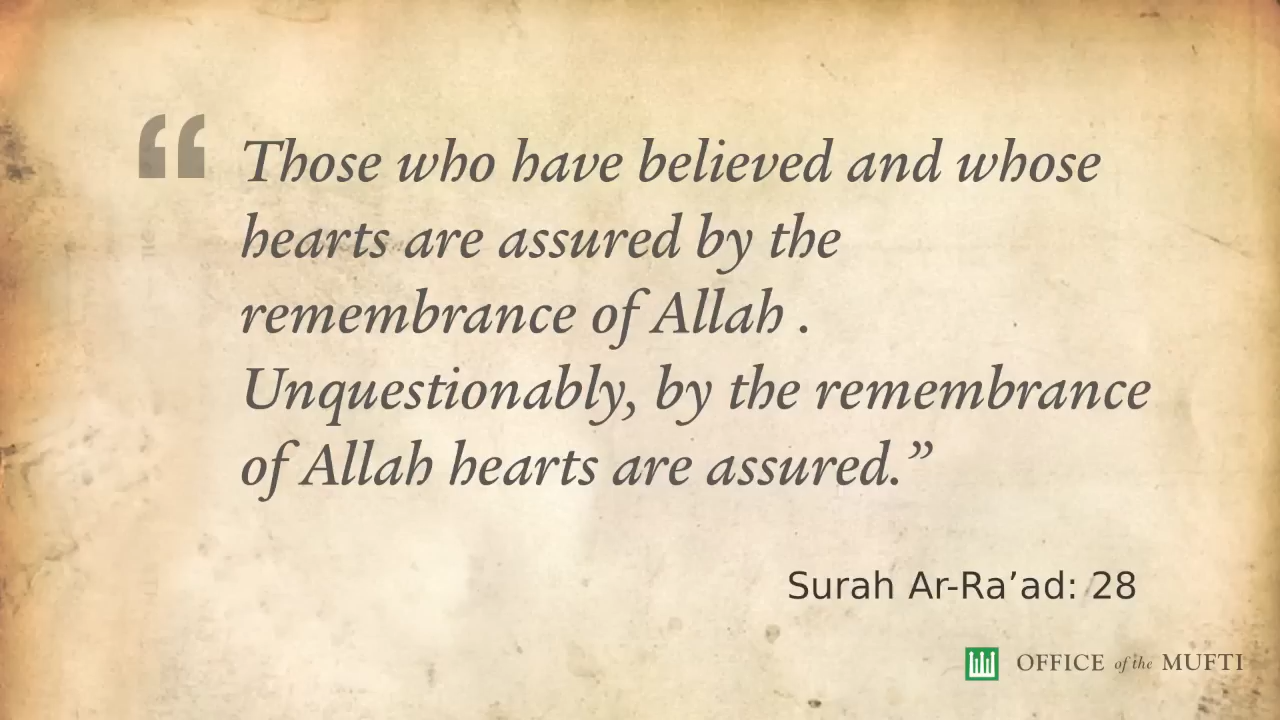 “ Those who have believed and whose
hearts are assured by the
remembrance of Allah .
Unquestionably, by the remembrance
of Allah hearts are assured.”
Surah Ar-Ra’ad: 28
OFFICE of the MUFTI